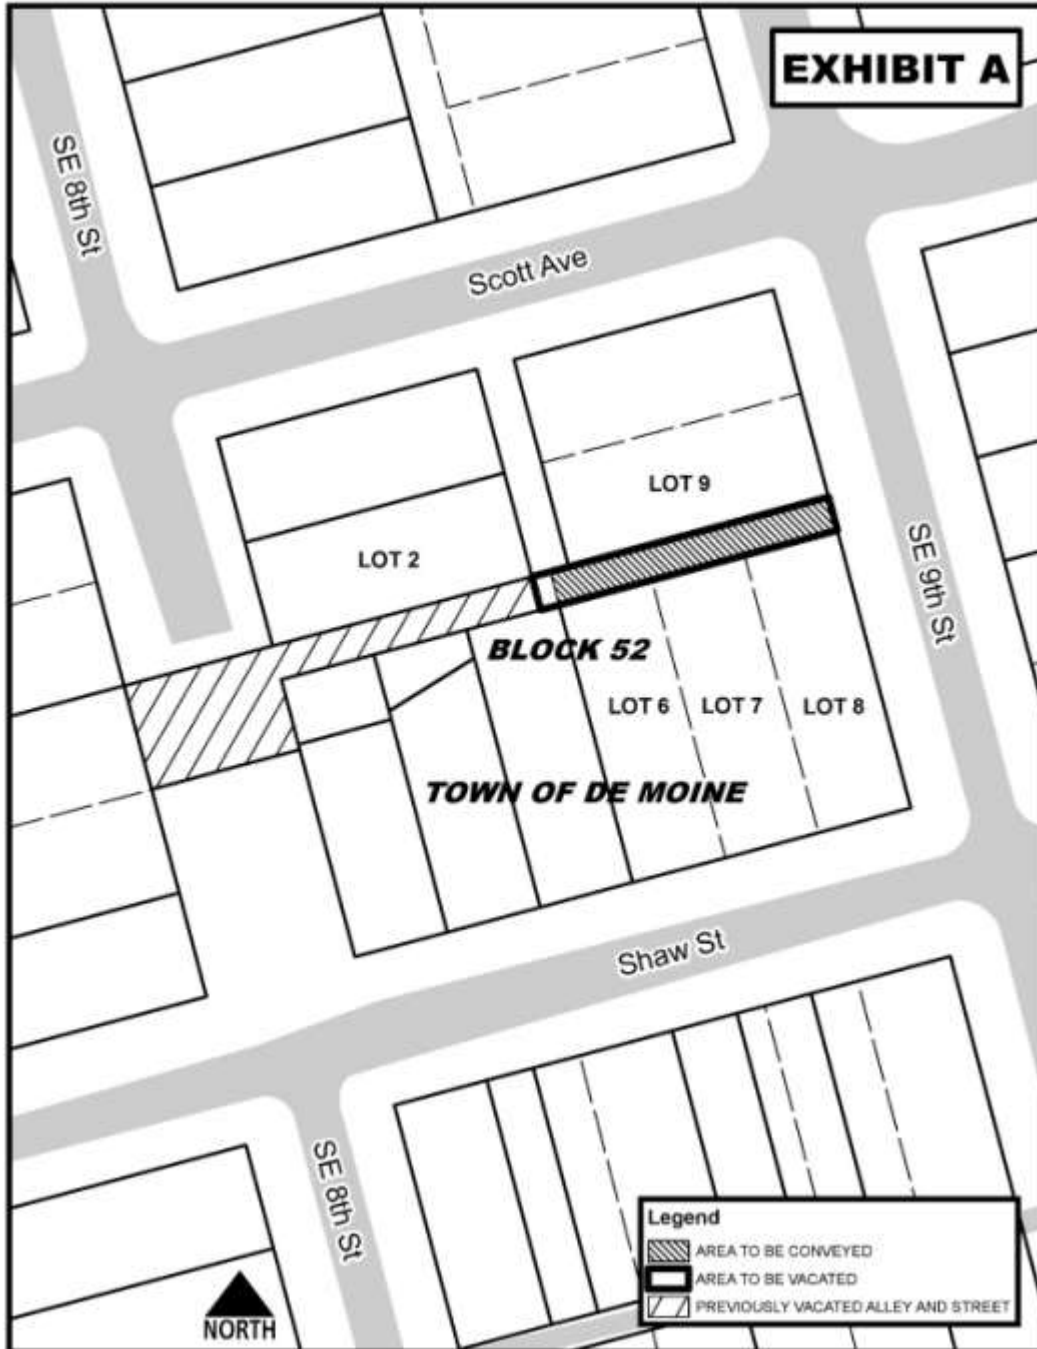 EXHIBIT A
SE 8th St
Scott Ave
LOT 9
LOT 2
SE 9th St
BLOCK 52
LOT 6
LOT 7
LOT 8
TOWN OF DE MOINE
Shaw St
SE 8th St
Legend
AREA TO BE CONVEYED
AREA TO BE VACATED
PREVIOUSLY VACATED ALLEY AND STREET
NORTH